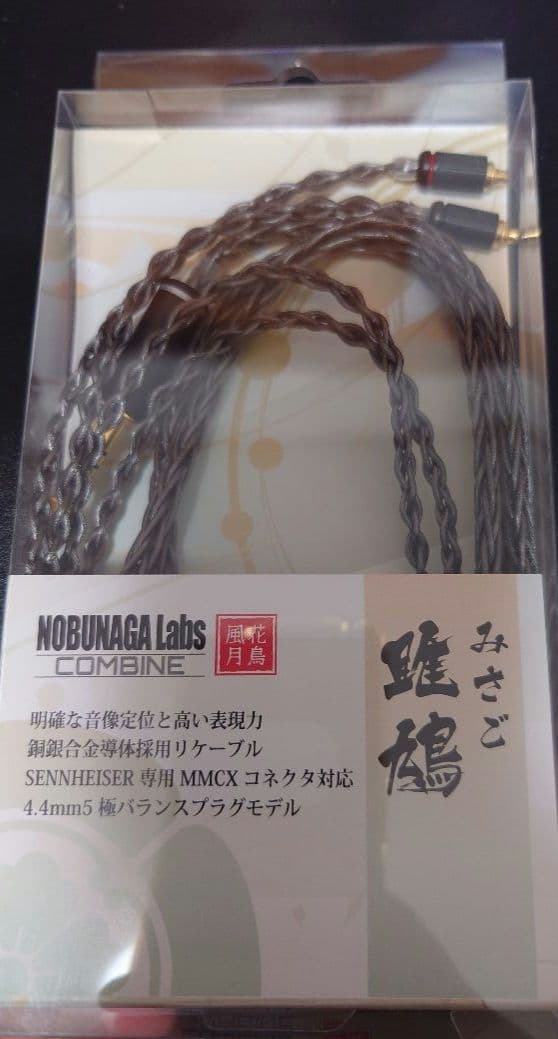 NOBUNAGA Labs
COMBINE
花鳥
風月
明確な音像定位と高い表現力
銅銀合金導体採用リケーブル
SENNHEISER 専用 MMCX コネクタ対応
4.4mm5 極バランスプラグモデル
みさご
雎鴆